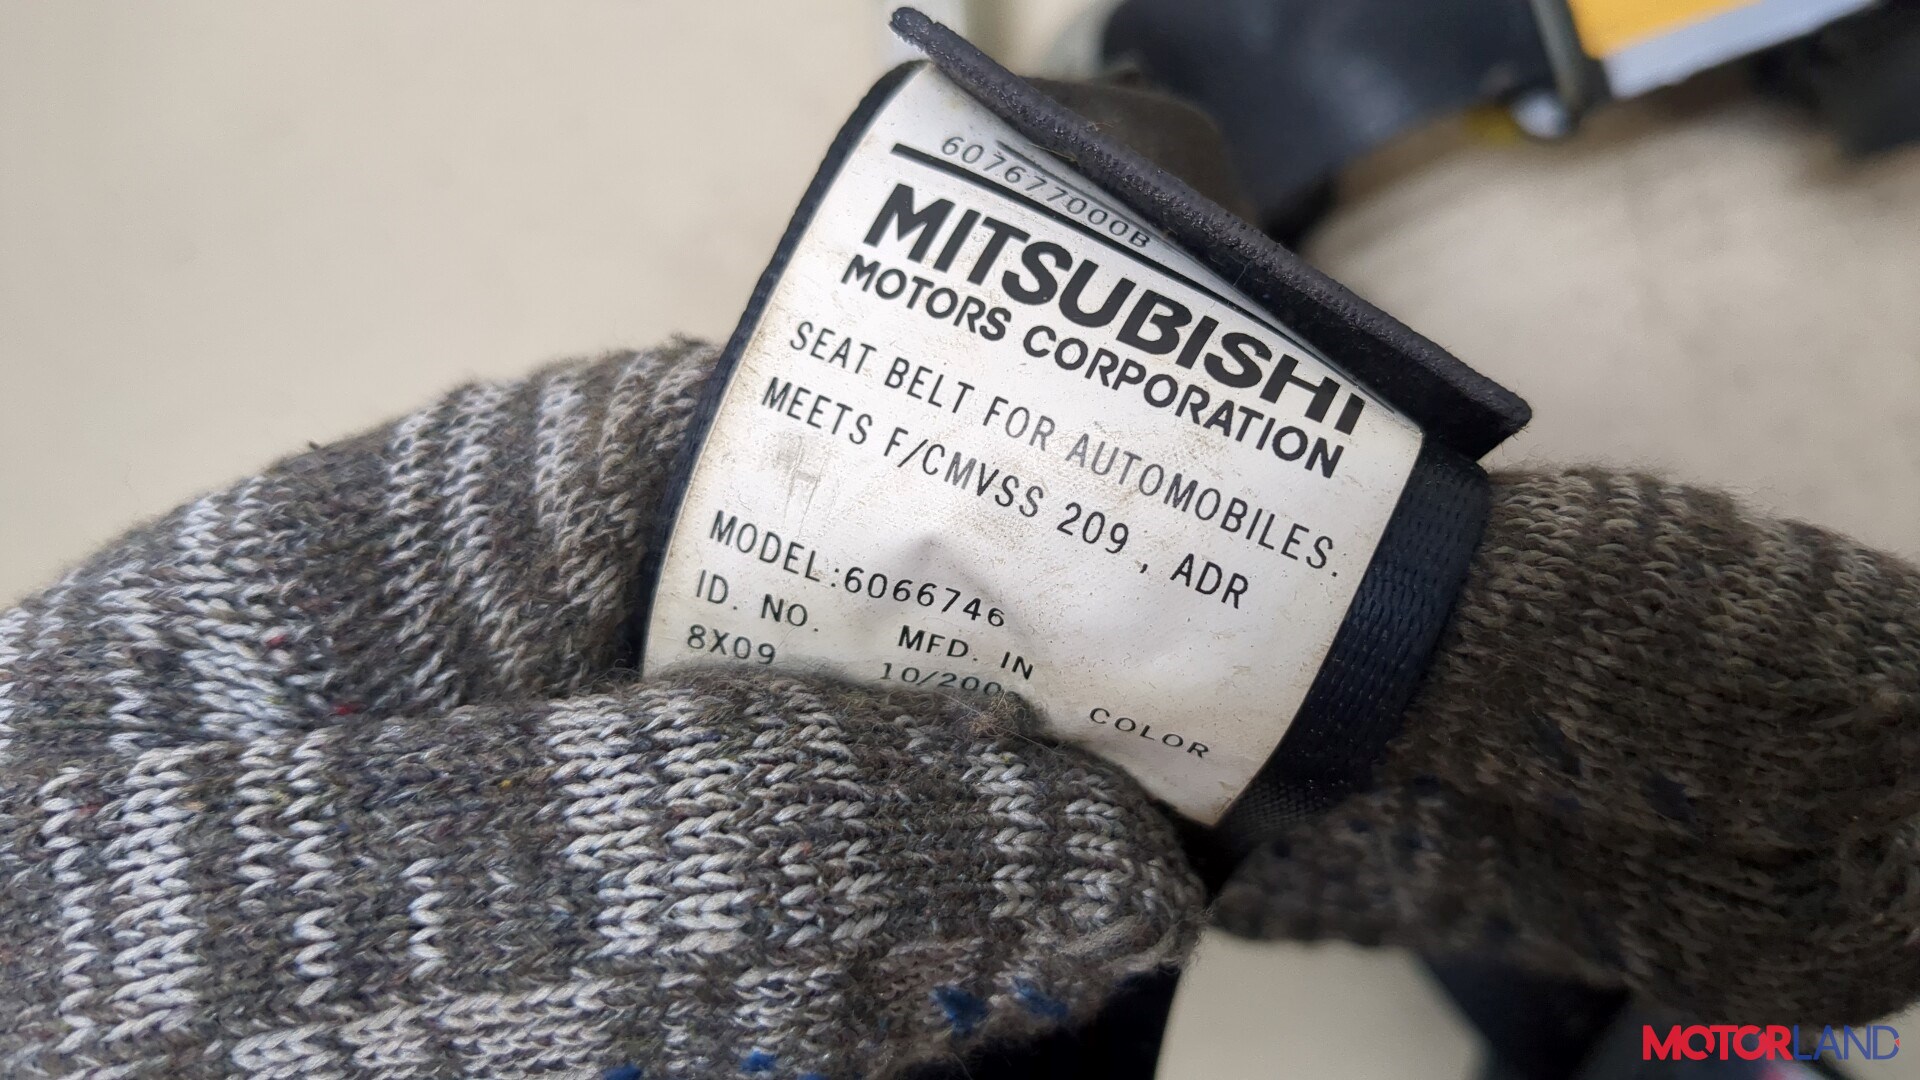 607677000B
MITSUBISHI
MOTORS CORPORATION
SEAT BELT FOR AUTOMOBILES.
MEETS F/CMVSS 209, ADR
MODEL:6066746
ID. NO. MFD. IN COLOR
8X09
MOTORLAND